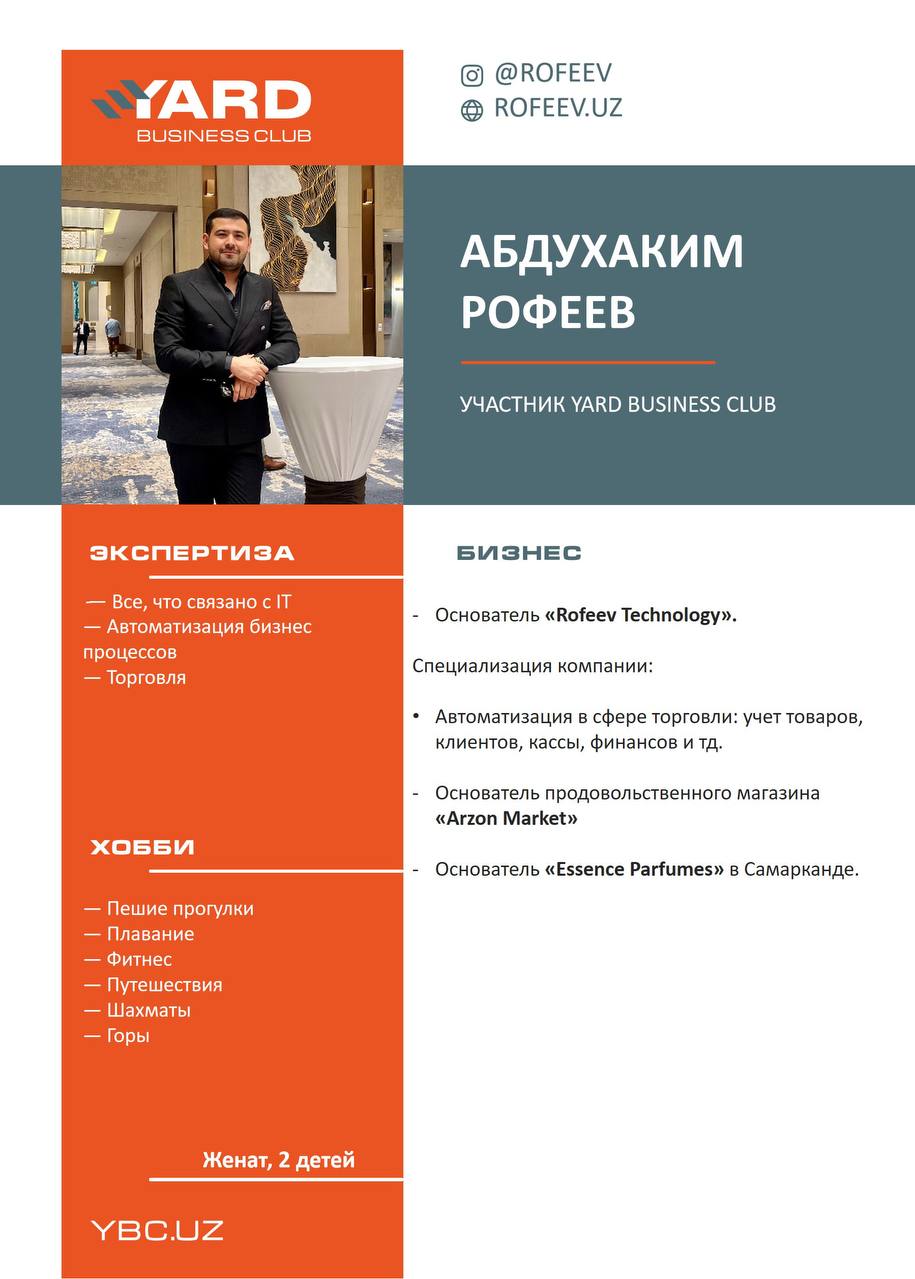 YARD
BUSINESS CLUB
@ROFEEV
ROFEEV.UZ
АБДУХАКИМ
РОФЕЕВ
УЧАСТНИК YARD BUSINESS CLUB
ЭКСПЕРТИЗА
— Все, что связано с IT
— Автоматизация бизнес
процессов
— Торговля
ХОББИ
— Пешие прогулки
— Плавание
— Фитнес
— Путешествия
— Шахматы
— Горы
Женат, 2 детей
YBC.UZ
БИЗНЕС
- Основатель «Rofeev Technology».
Специализация компании:
• Автоматизация в сфере торговли: учет товаров,
клиентов, кассы, финансов и тд.
- Основатель продовольственного магазина
«Arzon Market»
- Основатель «Essence Parfumes» в Самарканде.